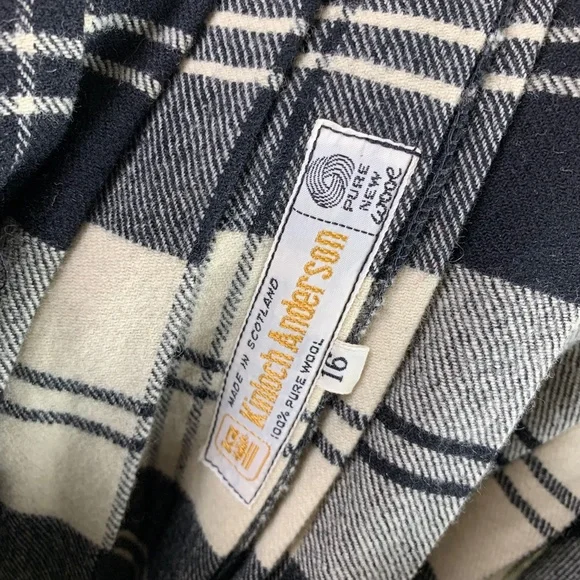 PURE
NEW
wool
MADE IN SCOTLAND
Kinloch Anderson
100% PURE WOOL
16